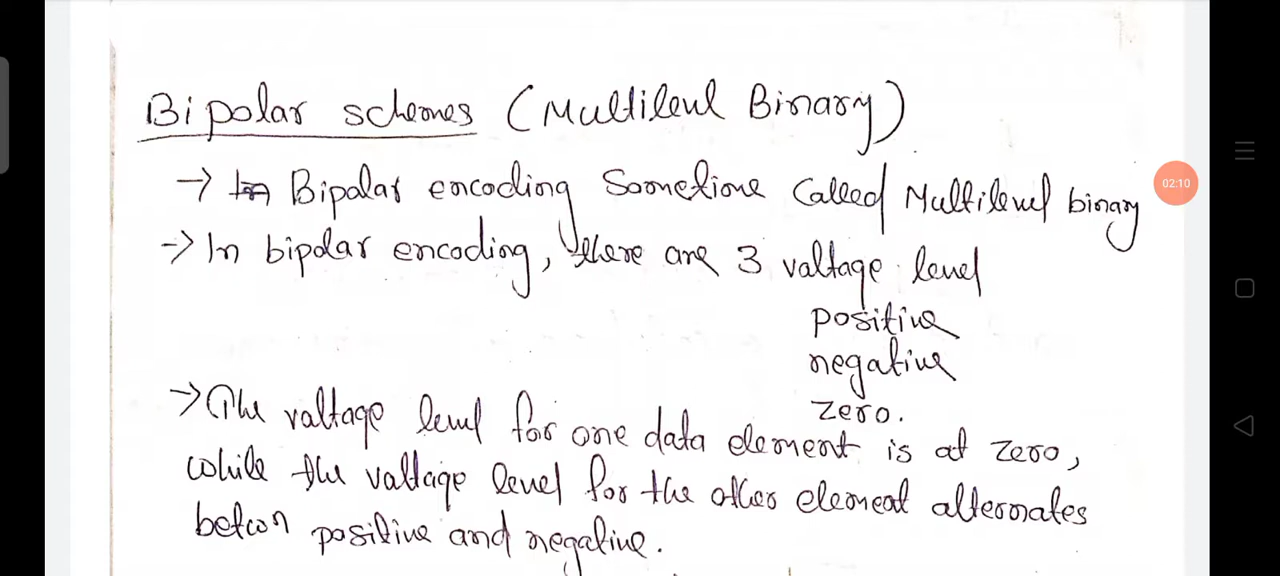 Bipolar schemes (Multilevel Binary)
→ In Bipolar encoding Sometime Called Multilevel binary
→ In bipolar encoding, there are 3 valtage level
positive
negative
zero.
→ The valtage level for one data element is at zero,
while the valtage level for the other element alternates
betwn positive and negative.
02:10